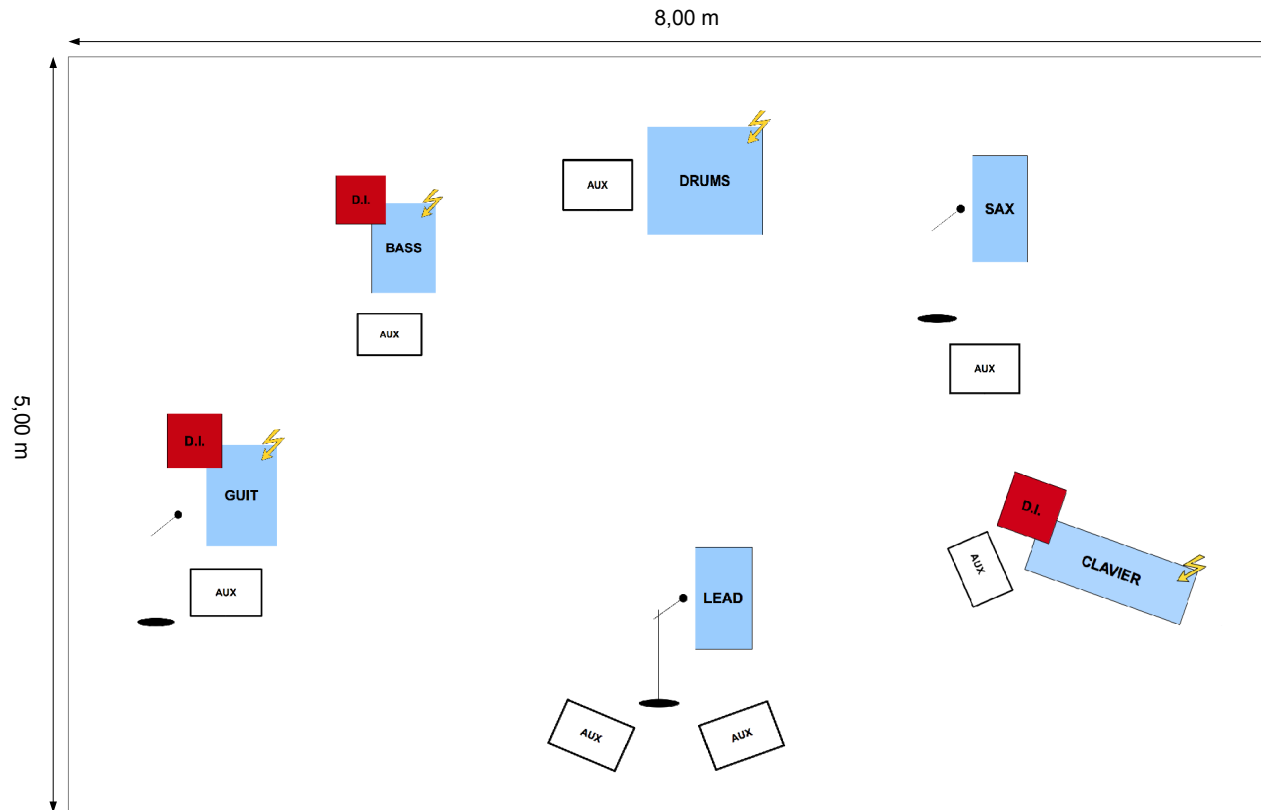 8,00 m
5,00 m
DRUMS
AUX
D.I.
BASS
AUX
SAX
AUX
D.I.
GUIT
AUX
D.I.
CLAVIER
AUX
LEAD
AUX
AUX